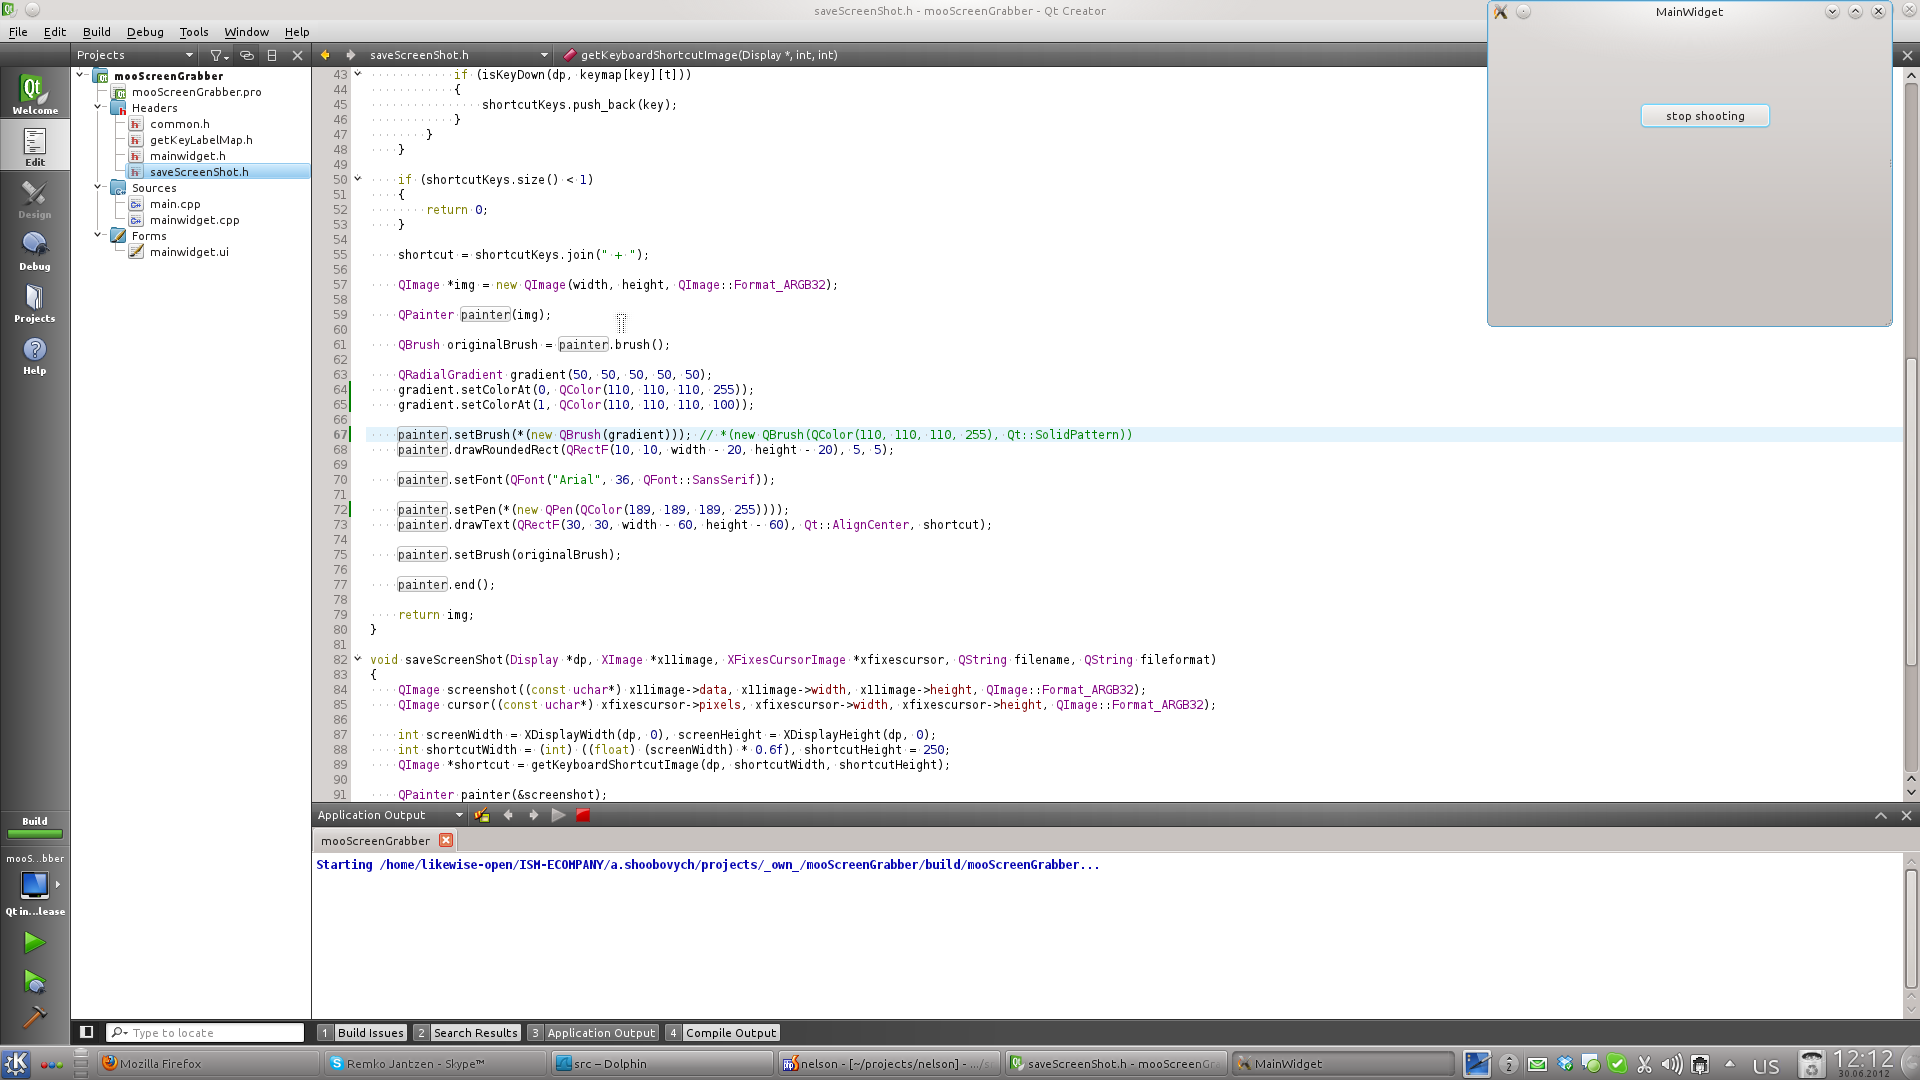 saveScreenShot.h - mooScreenGrabber - Qt Creator
MainWidget
File Edit Build Debug Tools Window Help
Projects
saveScreenShot.h
getKeyboardShortcutImage(Display *, int, int)
stop shooting
Welcome
Edit
Design
Debug
Projects
Help
mooScreenGrabber
mooScreenGrabber.pro
Headers
common.h
getKeyLabelMap.h
mainwidget.h
saveScreenShot.h
Sources
main.cpp
mainwidget.cpp
Forms
mainwidget.ui
43 if (isKeyDown(dp, keymap[key][t]))
44 {
45 shortcutKeys.push_back(key);
46 }
47 }
48 }
49
50 if (shortcutKeys.size() < 1)
51 {
52 return 0;
53 }
54
55 shortcut = shortcutKeys.join(" + ");
56
57 QImage *img = new QImage(width, height, QImage::Format_ARGB32);
58
59 QPainter painter(img);
60
61 QBrush originalBrush = painter.brush();
62
63 QRadialGradient gradient(50, 50, 50, 50, 50);
64 gradient.setColorAt(0, QColor(110, 110, 110, 255));
65 gradient.setColorAt(1, QColor(110, 110, 110, 100));
66
67 painter.setBrush(*(new QBrush(gradient))); // *(new QBrush(QColor(110, 110, 110, 255), Qt::SolidPattern))
68 painter.drawRoundedRect(QRectF(10, 10, width - 20, height - 20), 5, 5);
69
70 painter.setFont(QFont("Arial", 36, QFont::SansSerif));
71
72 painter.setPen(*(new QPen(QColor(189, 189, 189, 255))));
73 painter.drawText(QRectF(30, 30, width - 60, height - 60), Qt::AlignCenter, shortcut);
74
75 painter.setBrush(originalBrush);
76
77 painter.end();
78
79 return img;
80 }
81
82 void saveScreenShot(Display *dp, XImage *x11image, XFixesCursorImage *xfixescursor, QString filename, QString fileformat)
83 {
84 QImage screenshot((const uchar*) x11image->data, x11image->width, x11image->height, QImage::Format_ARGB32);
85 QImage cursor((const uchar*) xfixescursor->pixels, xfixescursor->width, xfixescursor->height, QImage::Format_ARGB32);
86
87 int screenWidth = XDisplayWidth(dp, 0), screenHeight = XDisplayHeight(dp, 0);
88 int shortcutWidth = (int) ((float) (screenWidth) * 0.6f), shortcutHeight = 250;
89 QImage *shortcut = getKeyboardShortcutImage(dp, shortcutWidth, shortcutHeight);
90
91 QPainter painter(&screenshot);
Application Output
mooScreenGrabber
Starting /home/likewise-open/ISM-ECOMPANY/a.shoobovych/projects/_own_/mooScreenGrabber/build/mooScreenGrabber...
Build
mooS...bber
Qt in...lease
Type to locate
1 Build Issues 2 Search Results 3 Application Output 4 Compile Output
Mozilla Firefox
Remko Jantzen - Skype™
src – Dolphin
nelson - [~/projects/nelson] - .../s
saveScreenShot.h - mooScreenGr
MainWidget
2
US
12:12
30.06.2012